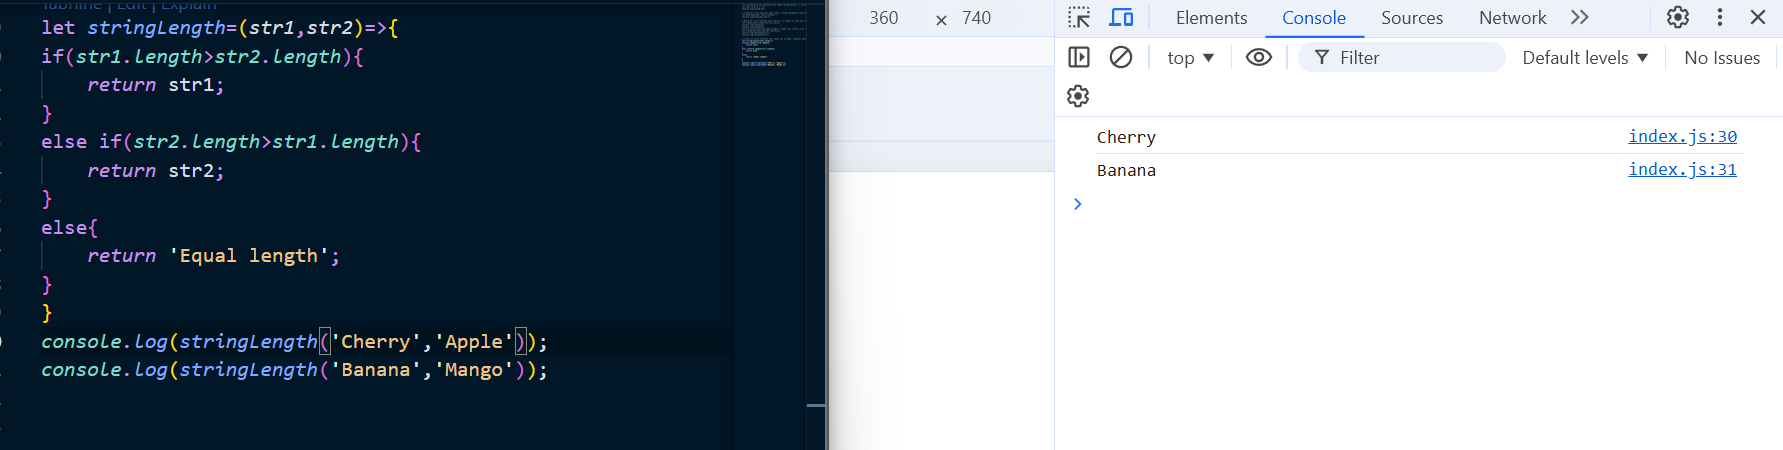 Tabnine | Edit | Explain
let stringLength=(str1,str2)=>{
if(str1.length>str2.length){
return str1;
}
else if(str2.length>str1.length){
return str2;
}
else{
return 'Equal length';
}
}
console.log(stringLength('Cherry','Apple'));
console.log(stringLength('Banana','Mango'));
360 × 740
Elements Console Sources Network
top ▼ Filter Default levels ▼ No Issues
Cherry index.js:30
Banana index.js:31